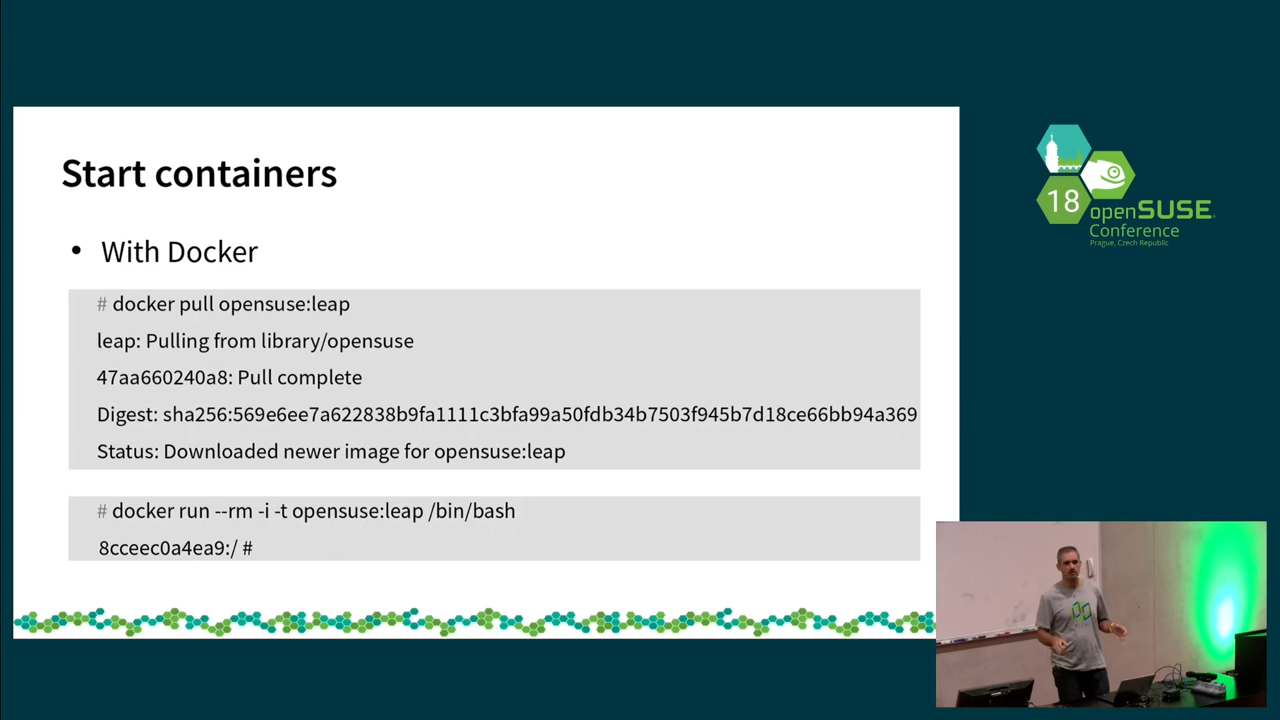 Start containers
• With Docker
# docker pull opensuse:leap
leap: Pulling from library/opensuse
47aa660240a8: Pull complete
Digest: sha256:569e6ee7a622838b9fa1111c3bfa99a50fdb34b7503f945b7d18ce66bb94a369
Status: Downloaded newer image for opensuse:leap
# docker run --rm -i -t opensuse:leap /bin/bash
8cceec0a4ea9:/ #
18
openSUSE
Conference
Prague, Czech Republic